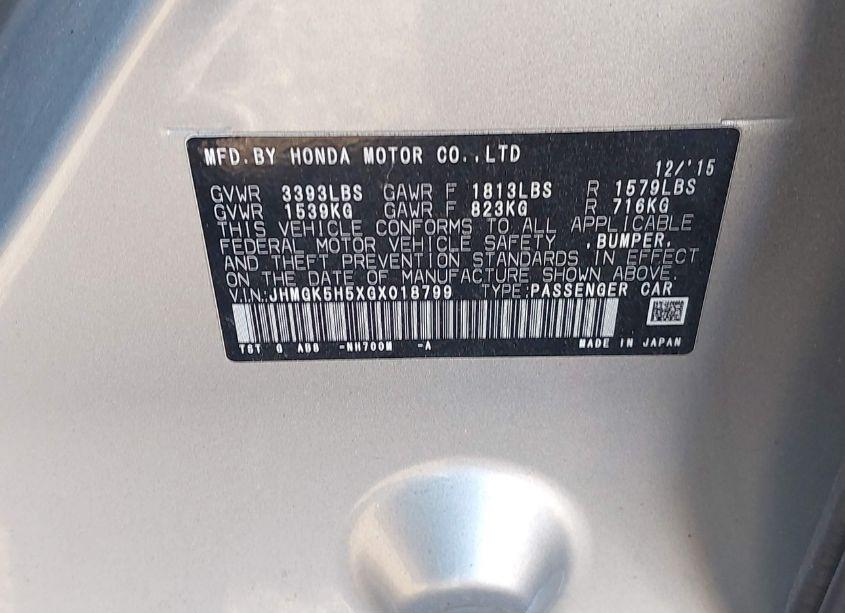 MFD. BY HONDA MOTOR CO., LTD 12/'15
GVWR 3393LBS GAWR F 1813LBS R 1579LBS
GVWR 1539KG GAWR F 823KG R 716KG
THIS VEHICLE CONFORMS TO ALL APPLICABLE
FEDERAL MOTOR VEHICLE SAFETY ,BUMPER,
AND THEFT PREVENTION STANDARDS IN EFFECT
ON THE DATE OF MANUFACTURE SHOWN ABOVE.
V.I.N:JHMGK5H5XGX018799 TYPE:PASSENGER CAR
-NH700M -A MADE IN JAPAN